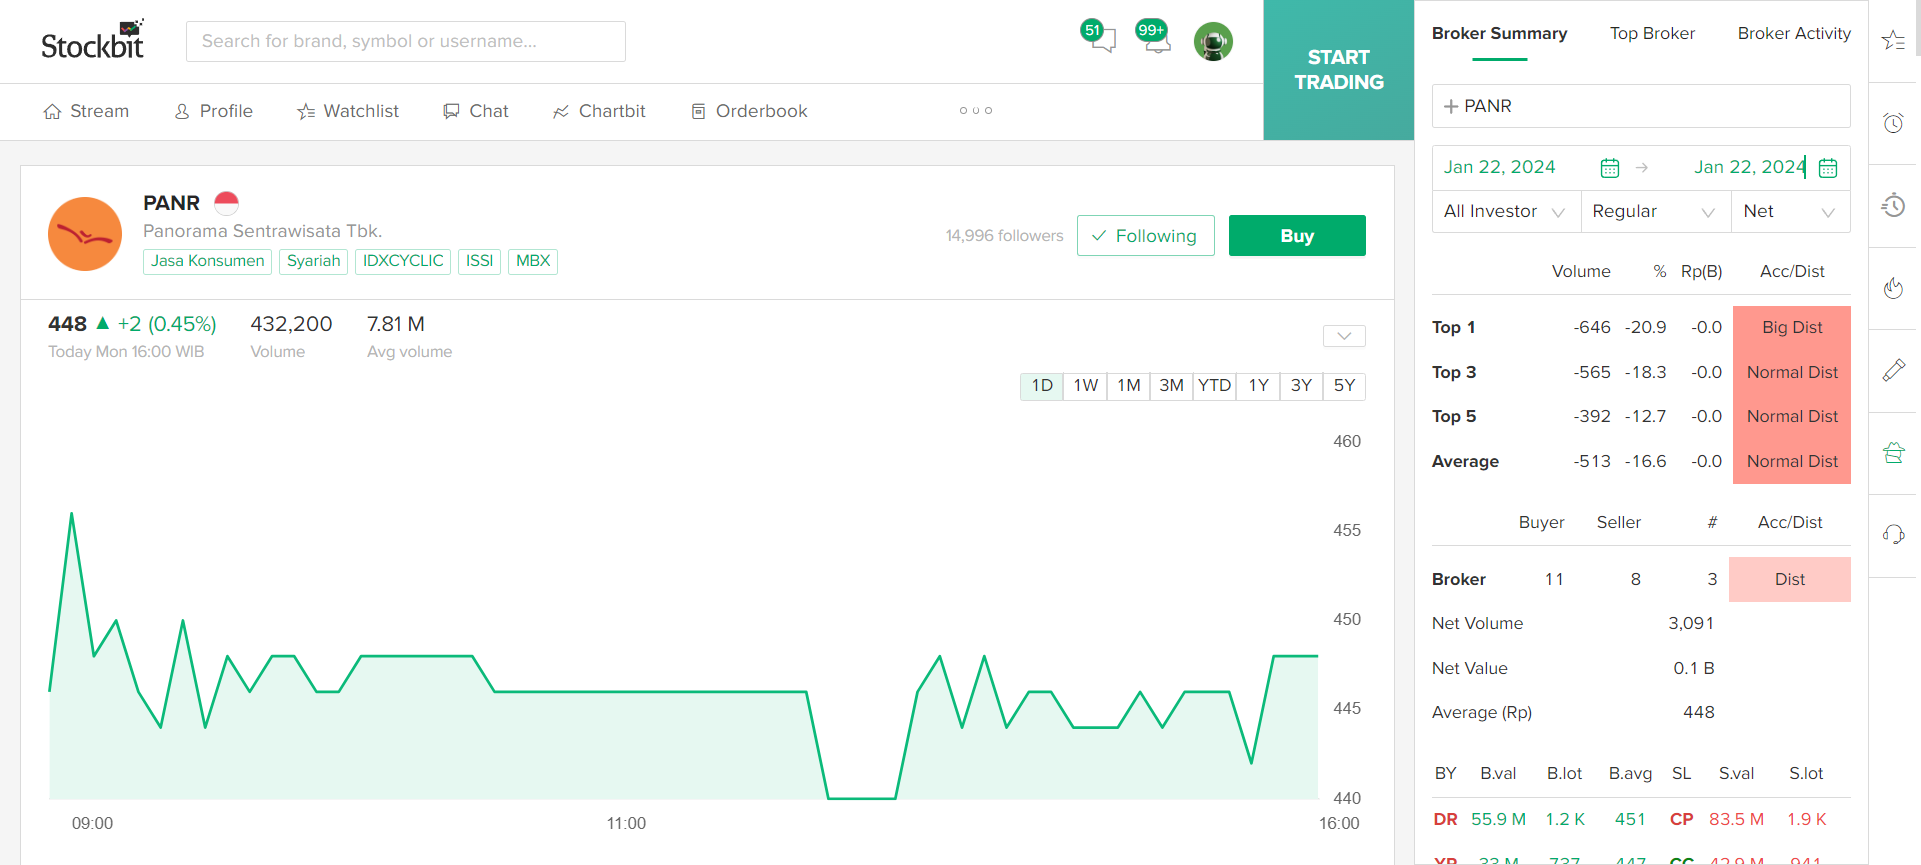 Stockbit
Search for brand, symbol or username...
51
99+
START
TRADING
Stream Profile Watchlist Chat Chartbit Orderbook
PANR
Panorama Sentrawisata Tbk.
Jasa Konsumen Syariah IDXCYCLIC ISSI MBX
14,996 followers Following Buy
448 +2 (0.45%) 432,200 7.81 M
Today Mon 16:00 WIB Volume Avg volume
1D 1W 1M 3M YTD 1Y 3Y 5Y
460
455
450
445
440
09:00 11:00 16:00
Broker Summary Top Broker Broker Activity
PANR
Jan 22, 2024 → Jan 22, 2024
All Investor Regular Net
Volume % Rp(B) Acc/Dist
Top 1 -646 -20.9 -0.0 Big Dist
Top 3 -565 -18.3 -0.0 Normal Dist
Top 5 -392 -12.7 -0.0 Normal Dist
Average -513 -16.6 -0.0 Normal Dist
Buyer Seller # Acc/Dist
Broker 11 8 3 Dist
Net Volume 3,091
Net Value 0.1 B
Average (Rp) 448
BY B.val B.lot B.avg SL S.val S.lot
DR 55.9 M 1.2 K 451 CP 83.5 M 1.9 K